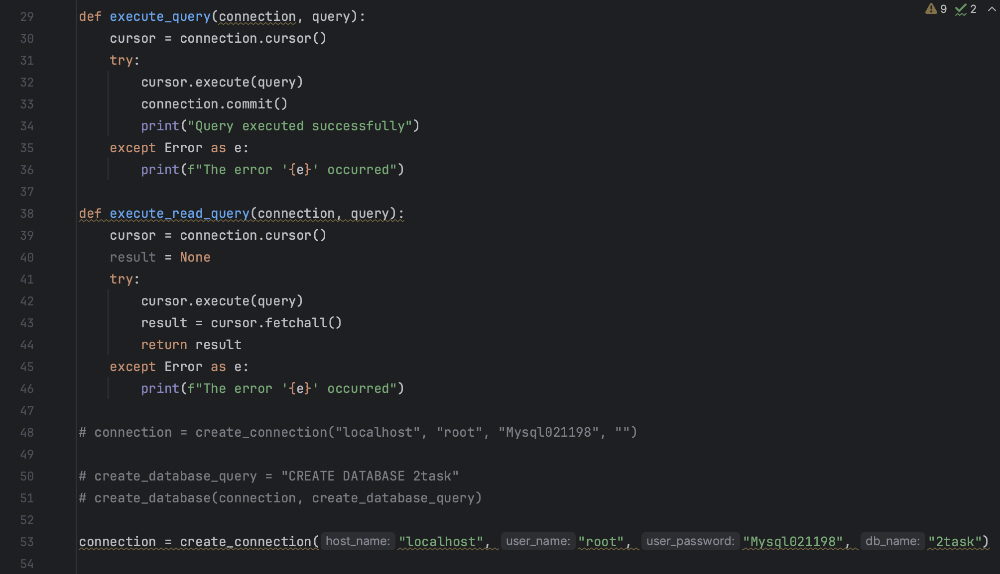 29 def execute_query(connection, query): 9 2
30 cursor = connection.cursor()
31 try:
32 cursor.execute(query)
33 connection.commit()
34 print("Query executed successfully")
35 except Error as e:
36 print(f"The error '{e}' occurred")
37
38 def execute_read_query(connection, query):
39 cursor = connection.cursor()
40 result = None
41 try:
42 cursor.execute(query)
43 result = cursor.fetchall()
44 return result
45 except Error as e:
46 print(f"The error '{e}' occurred")
47
48 # connection = create_connection("localhost", "root", "Mysql021198", "")
49
50 # create_database_query = "CREATE DATABASE 2task"
51 # create_database(connection, create_database_query)
52
53 connection = create_connection( host_name: "localhost", user_name: "root", user_password: "Mysql021198", db_name: "2task")
54